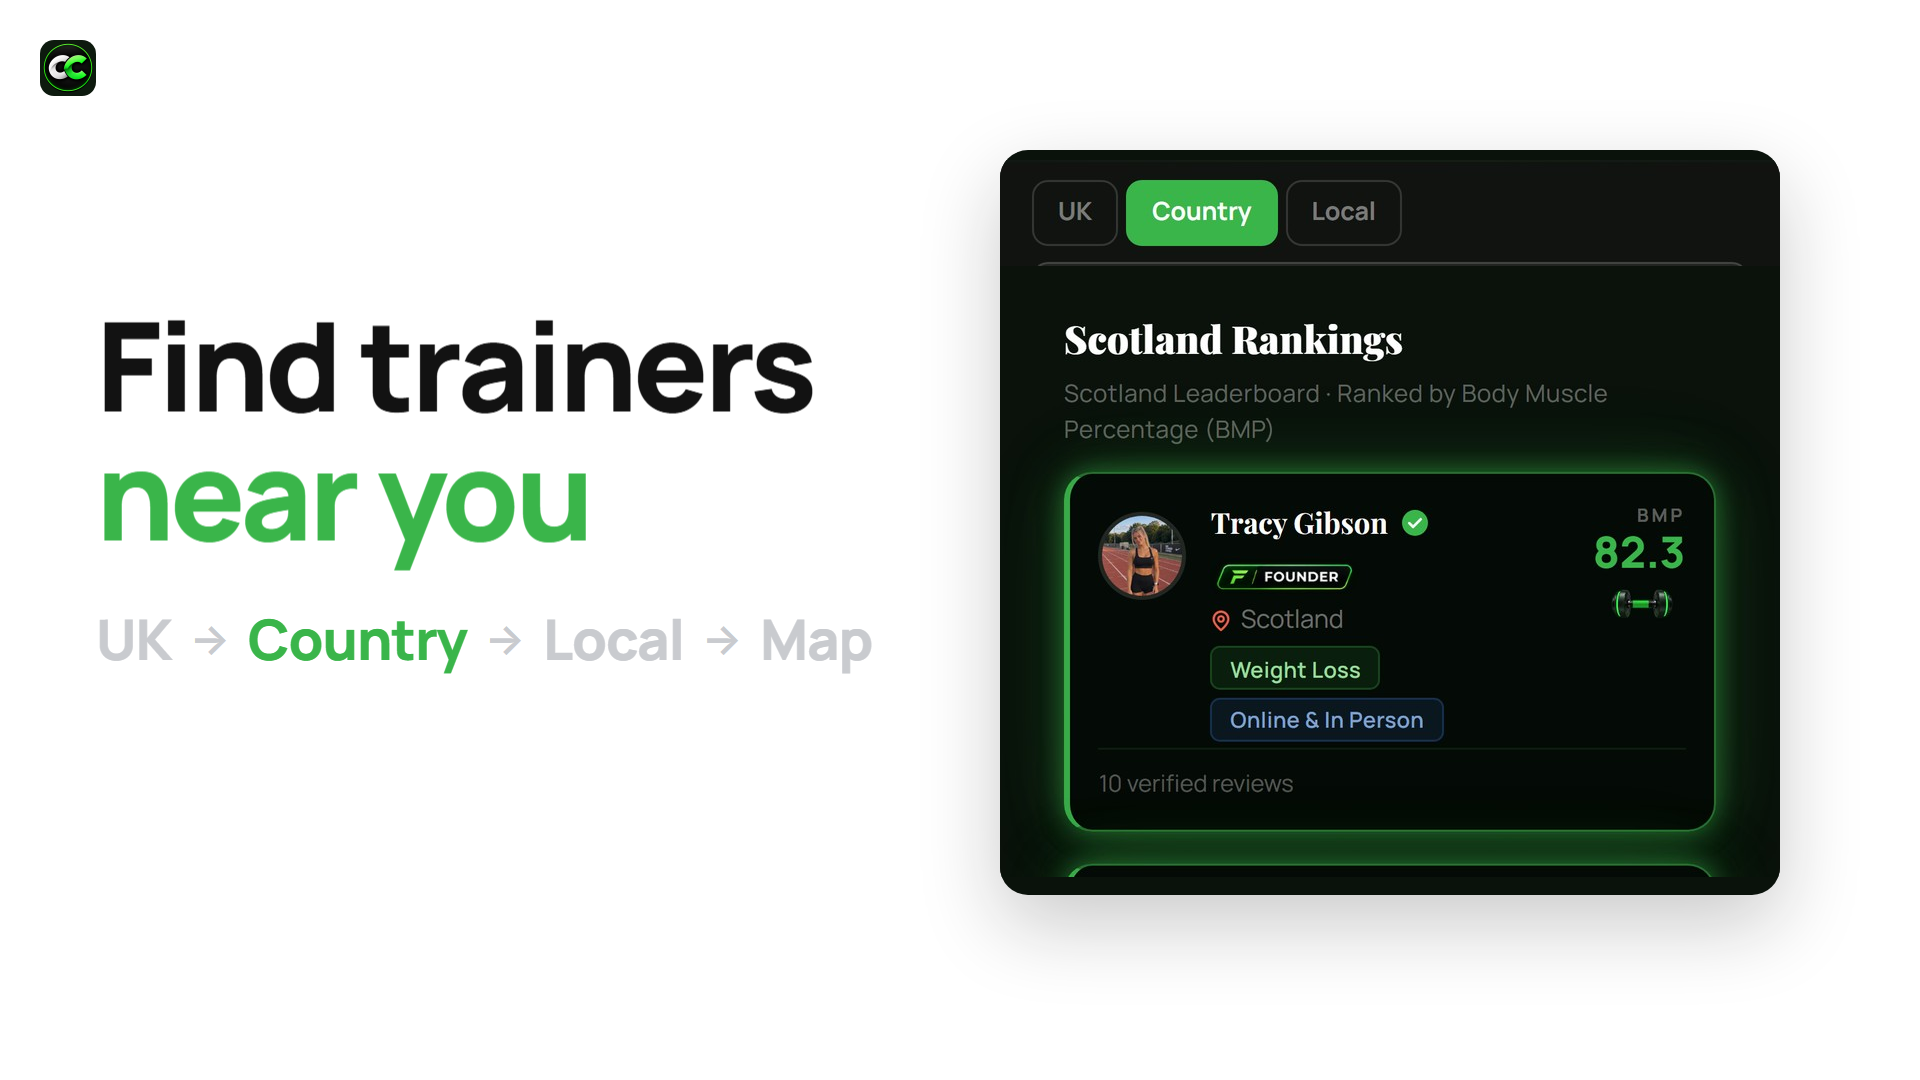 CC
Find trainers
near you
UK → Country → Local → Map
UK
Country
Local
Scotland Rankings
Scotland Leaderboard · Ranked by Body Muscle
Percentage (BMP)
Tracy Gibson
BMP
82.3
F / FOUNDER
Scotland
Weight Loss
Online & In Person
10 verified reviews